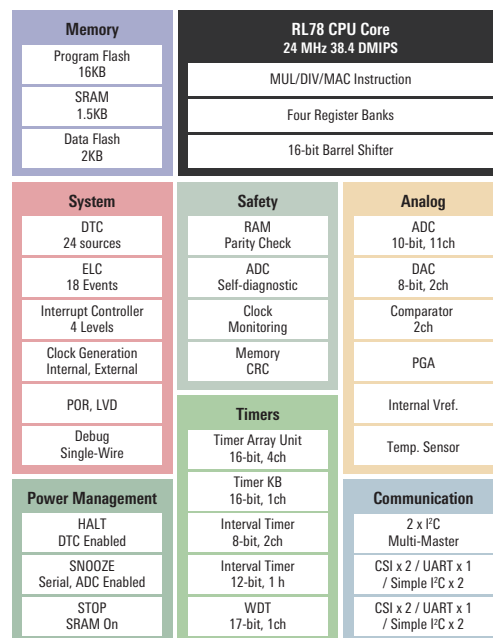 Memory
Program Flash
16KB
SRAM
1.5KB
Data Flash
2KB
RL78 CPU Core
24 MHz 38.4 DMIPS
MUL/DIV/MAC Instruction
Four Register Banks
16-bit Barrel Shifter
System
DTC
24 sources
ELC
18 Events
Interrupt Controller
4 Levels
Clock Generation
Internal, External
POR, LVD
Debug
Single-Wire
Safety
RAM
Parity Check
ADC
Self-diagnostic
Clock
Monitoring
Memory
CRC
Analog
ADC
10-bit, 11ch
DAC
8-bit, 2ch
Comparator
2ch
PGA
Internal Vref.
Temp. Sensor
Power Management
HALT
DTC Enabled
SNOOZE
Serial, ADC Enabled
STOP
SRAM On
Timers
Timer Array Unit
16-bit, 4ch
Timer KB
16-bit, 1ch
Interval Timer
8-bit, 2ch
Interval Timer
12-bit, 1 h
WDT
17-bit, 1ch
Communication
2 x I²C
Multi-Master
CSI x 2 / UART x 1
/ Simple I²C x 2
CSI x 2 / UART x 1
/ Simple I²C x 2